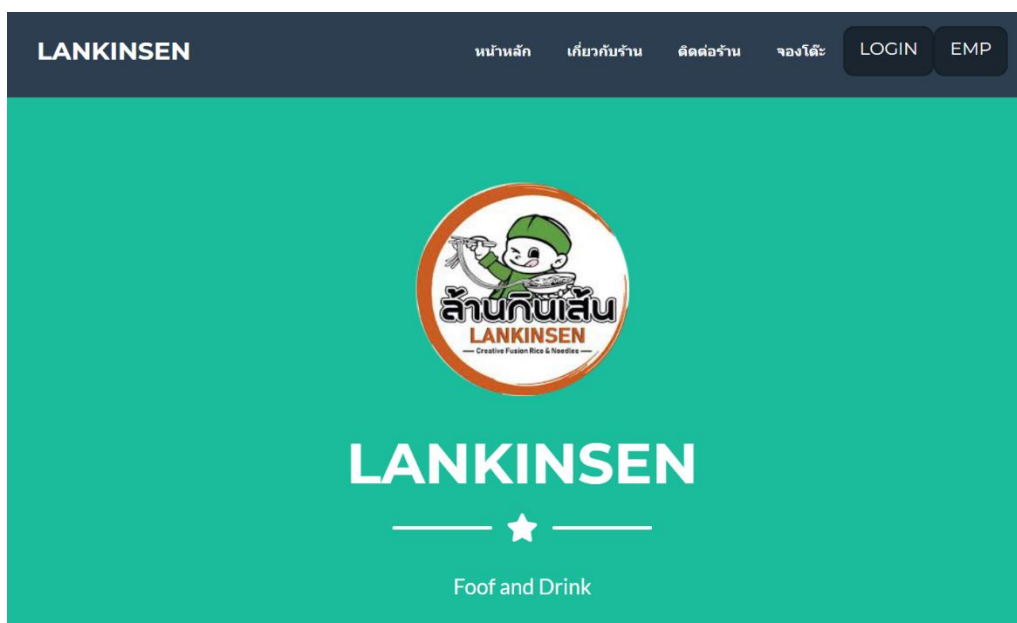 LANKINSEN
หน้าหลัก เกี่ยวกับร้าน ติดต่อร้าน จองโต๊ะ LOGIN EMP
ล้านกินเส้น
LANKINSEN
Creative Fusion Rice & Noodles
LANKINSEN
Foof and Drink